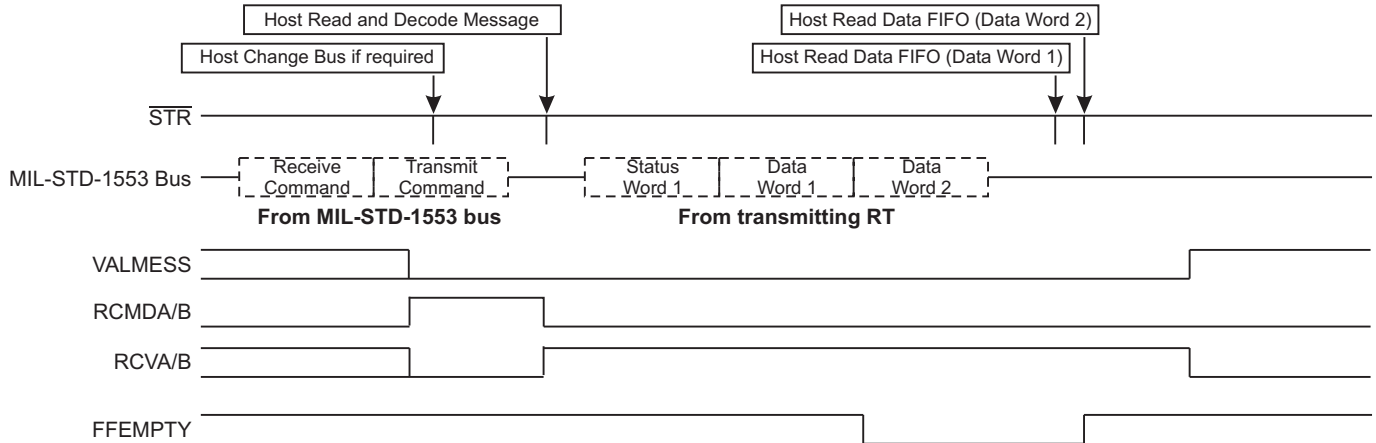 Host Read and Decode Message
Host Read Data FIFO (Data Word 2)
Host Change Bus if required
Host Read Data FIFO (Data Word 1)
STR
MIL-STD-1553 Bus
Receive
Command
Transmit
Command
Status
Word 1
Data
Word 1
Data
Word 2
From MIL-STD-1553 bus
From transmitting RT
VALMESS
RCMDA/B
RCVA/B
FFEMPTY